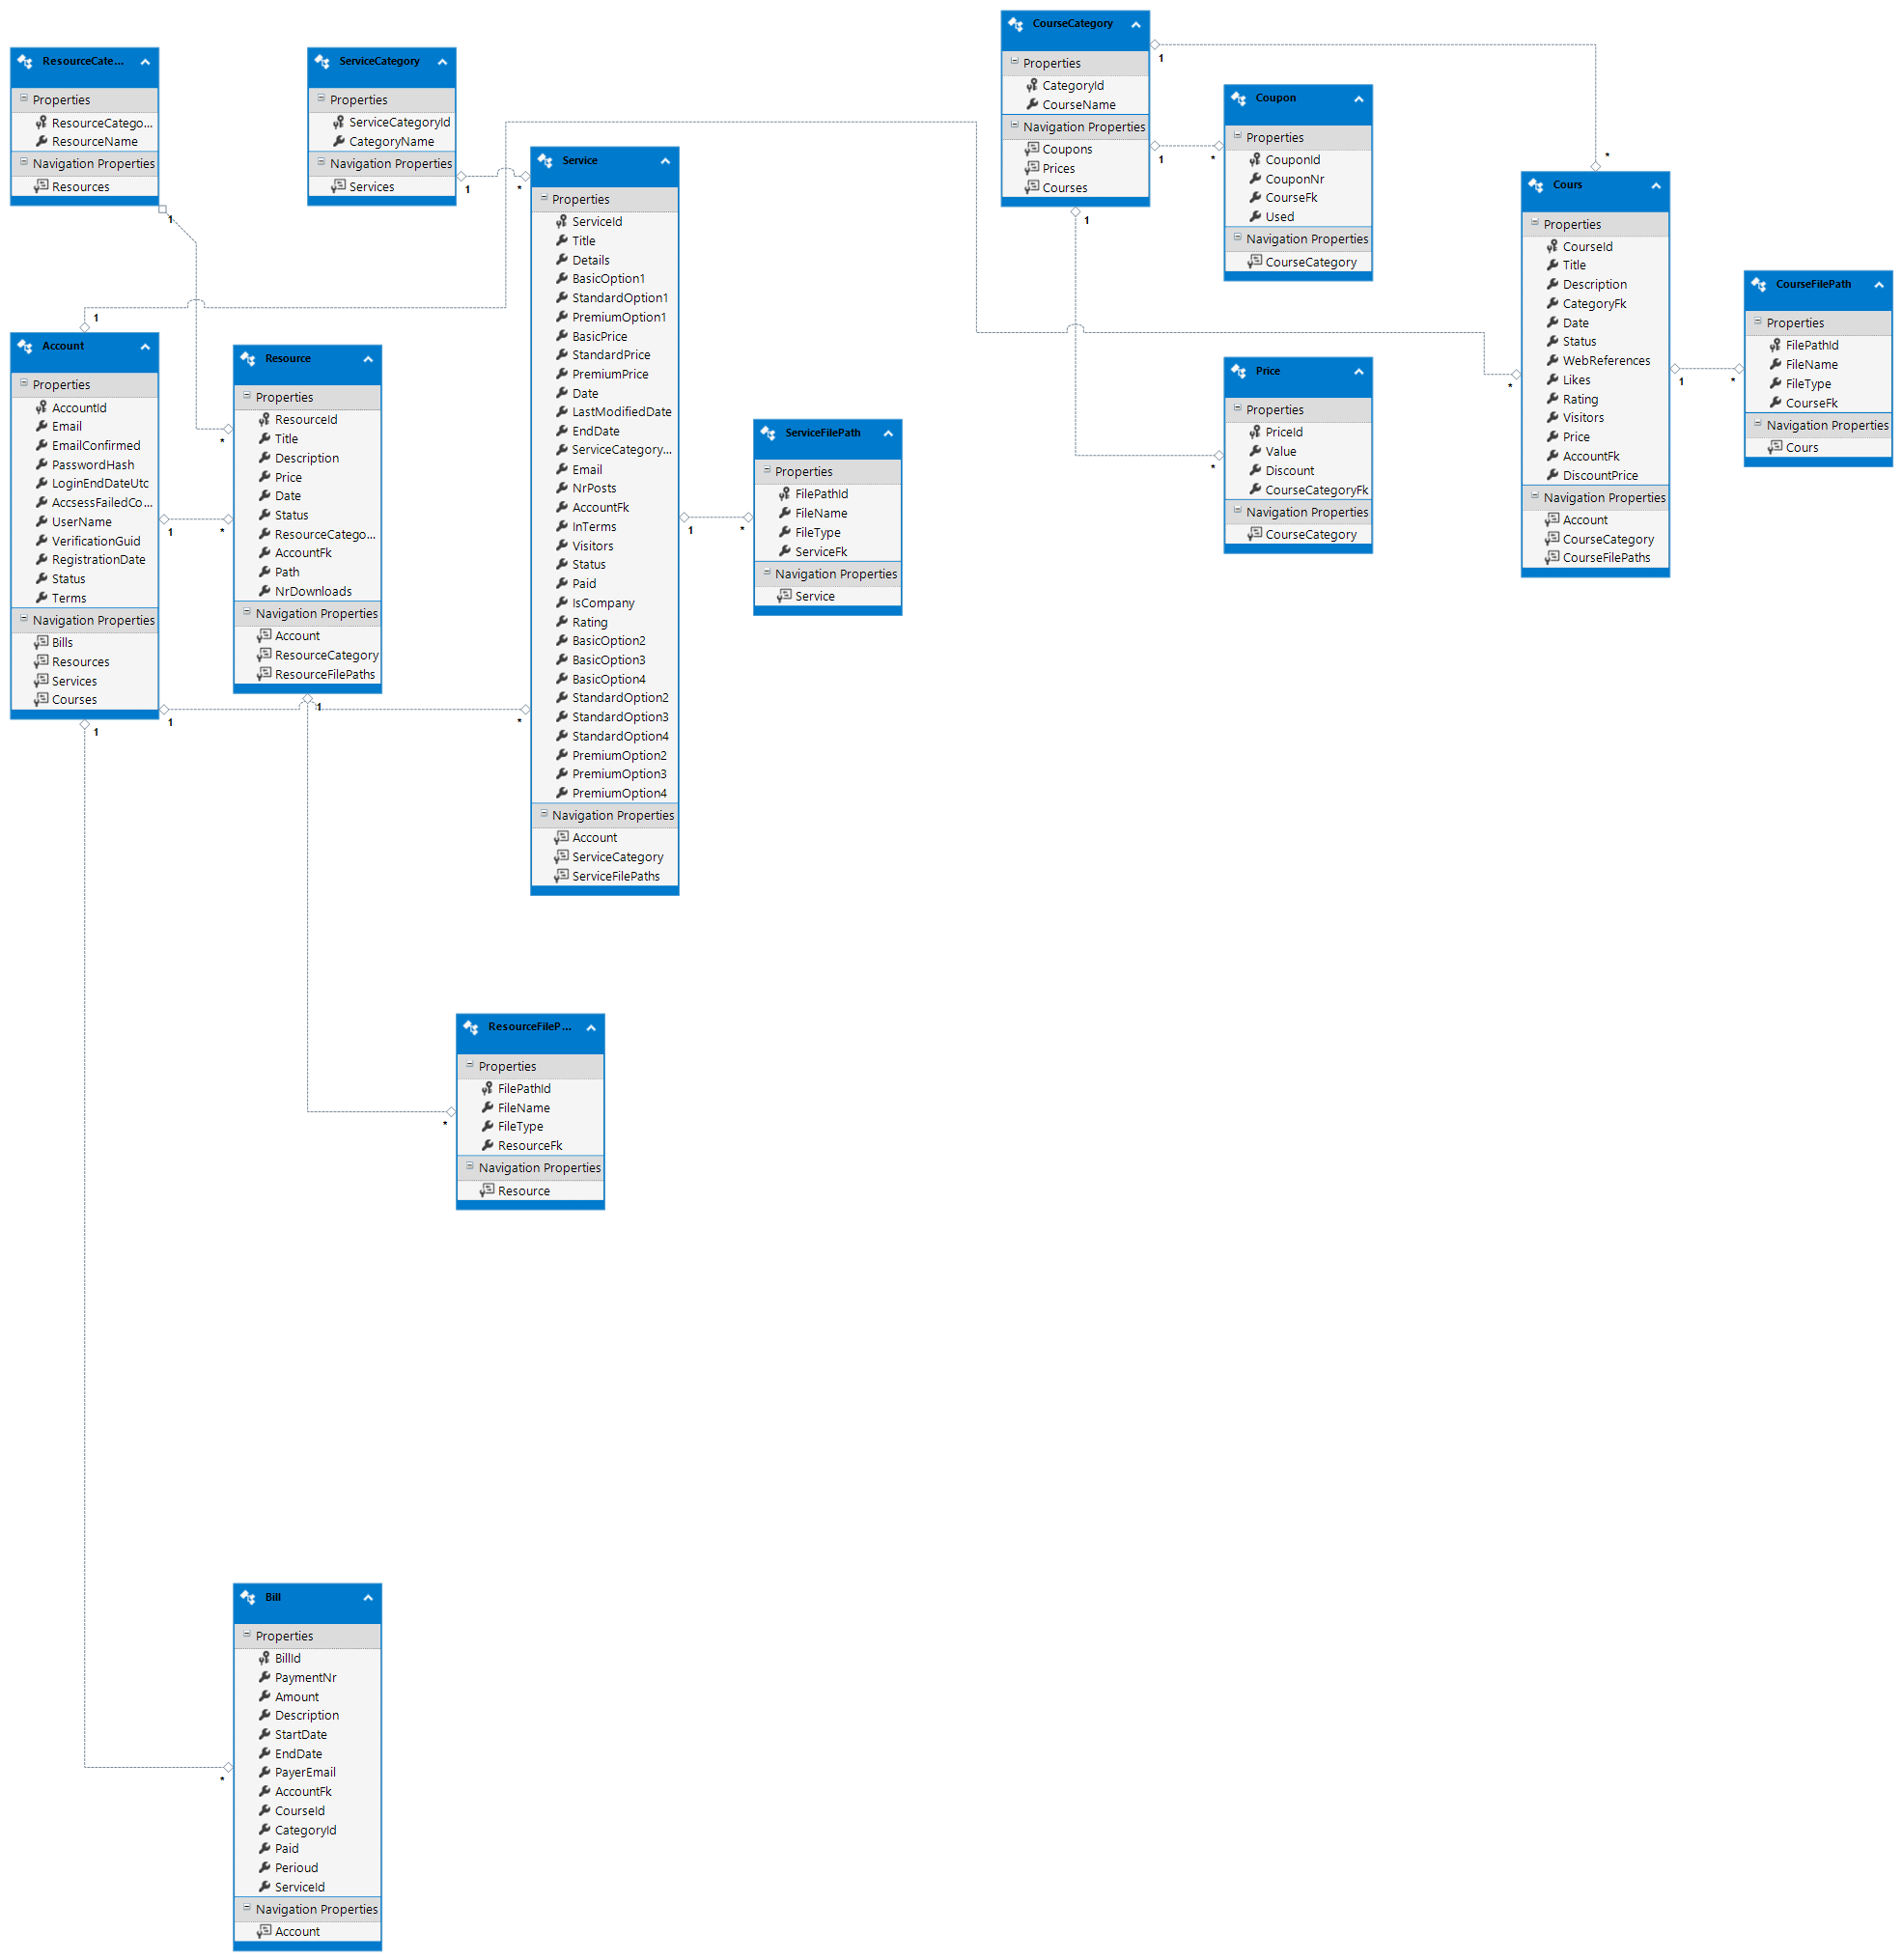 ResourceCate...
Properties
ResourceCatego...
ResourceName
Navigation Properties
Resources
1
ServiceCategory
Properties
ServiceCategoryId
CategoryName
Navigation Properties
Services
1
*
Service
Properties
ServiceId
Title
Details
BasicOption1
StandardOption1
PremiumOption1
BasicPrice
StandardPrice
PremiumPrice
Date
LastModifiedDate
EndDate
ServiceCategory...
Email
NrPosts
AccountFk
InTerms
Visitors
Status
Paid
IsCompany
Rating
BasicOption2
BasicOption3
BasicOption4
StandardOption2
StandardOption3
StandardOption4
PremiumOption2
PremiumOption3
PremiumOption4
Navigation Properties
Account
ServiceCategory
ServiceFilePaths
1
*
ServiceFilePath
Properties
FilePathId
FileName
FileType
ServiceFk
Navigation Properties
Service
CourseCategory
Properties
CategoryId
CourseName
Navigation Properties
Coupons
Prices
Courses
1
1
*
1
*
Coupon
Properties
CouponId
CouponNr
CourseFk
Used
Navigation Properties
CourseCategory
Price
Properties
PriceId
Value
Discount
CourseCategoryFk
Navigation Properties
CourseCategory
*
*
Cours
Properties
CourseId
Title
Description
CategoryFk
Date
Status
WebReferences
Likes
Rating
Visitors
Price
AccountFk
DiscountPrice
Navigation Properties
Account
CourseCategory
CourseFilePaths
1
*
CourseFilePath
Properties
FilePathId
FileName
FileType
CourseFk
Navigation Properties
Cours
1
Account
Properties
AccountId
Email
EmailConfirmed
PasswordHash
LoginEndDateUtc
AccsessFailedCo...
UserName
VerificationGuid
RegistrationDate
Status
Terms
Navigation Properties
Bills
Resources
Services
Courses
1
*
*
1
*
1
Resource
Properties
ResourceId
Title
Description
Price
Date
Status
ResourceCatego...
AccountFk
Path
NrDownloads
Navigation Properties
Account
ResourceCategory
ResourceFilePaths
1
*
ResourceFileP...
Properties
FilePathId
FileName
FileType
ResourceFk
Navigation Properties
Resource
*
Bill
Properties
BillId
PaymentNr
Amount
Description
StartDate
EndDate
PayerEmail
AccountFk
CourseId
CategoryId
Paid
Perioud
ServiceId
Navigation Properties
Account